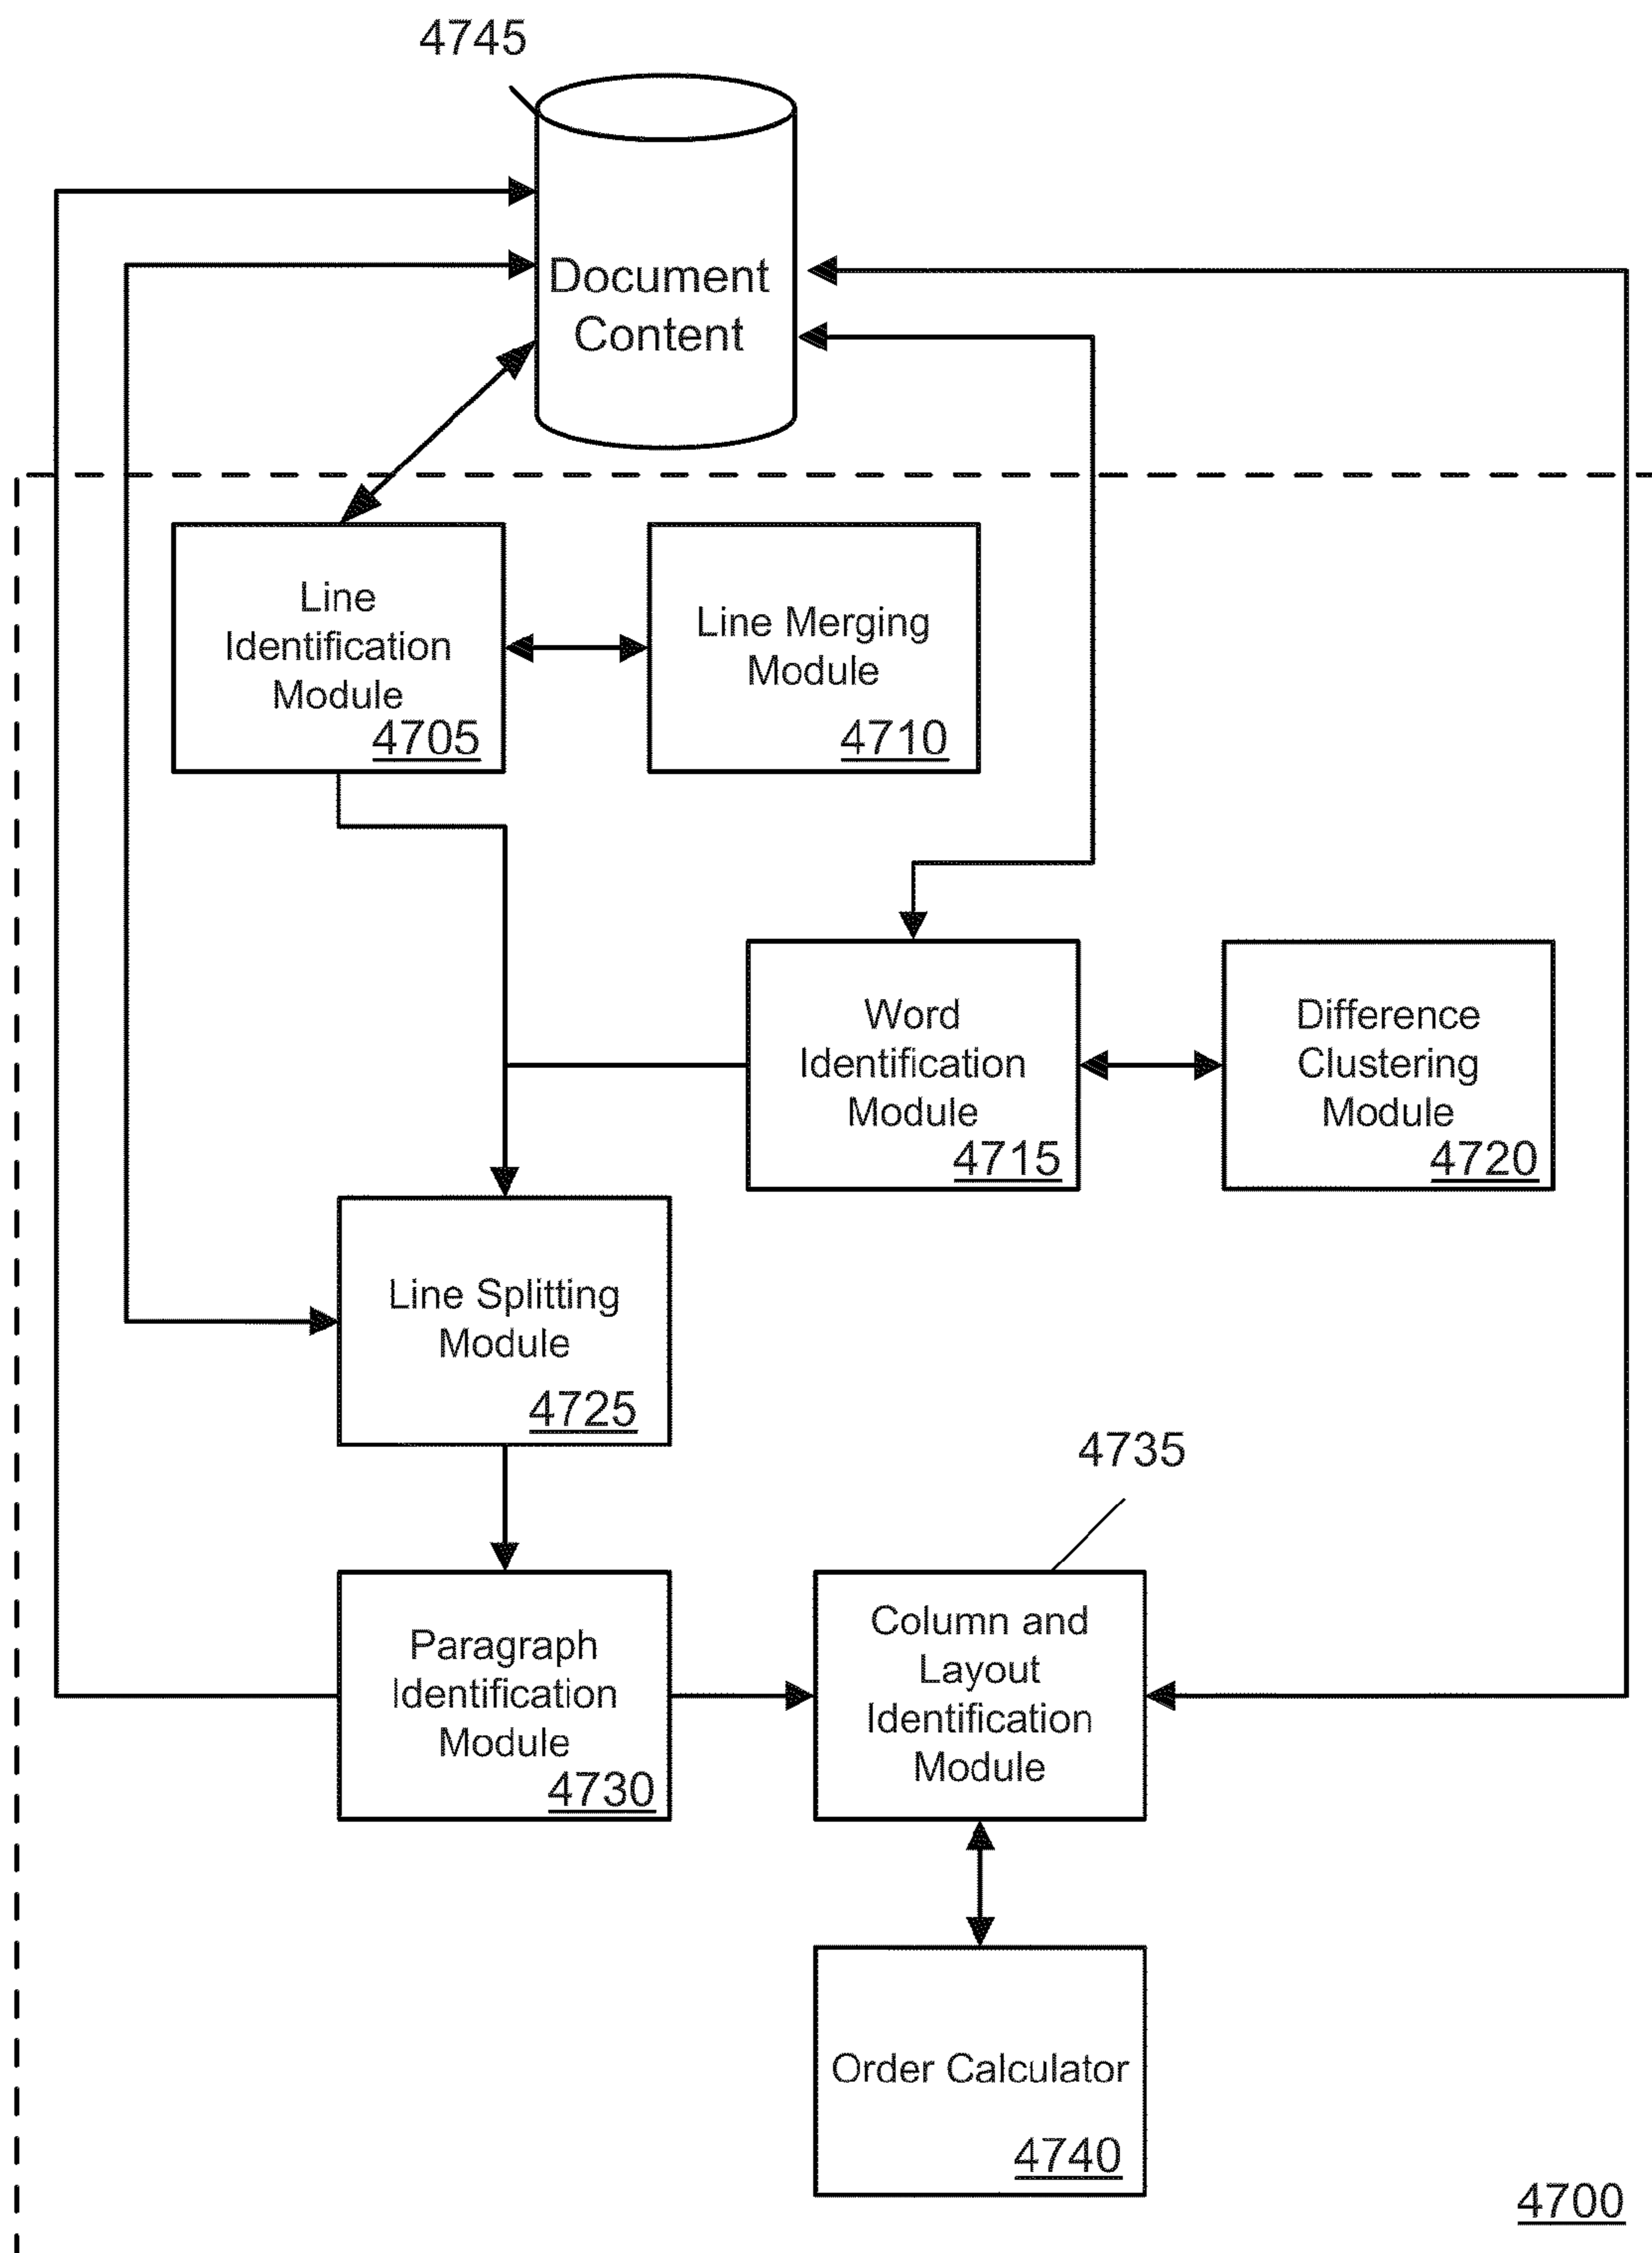 4745
Document
Content
Line
Identification
Module
4705
Line Merging
Module
4710
Word
Identification
Module
4715
Difference
Clustering
Module
4720
Line Splitting
Module
4725
4735
Paragraph
Identification
Module
4730
Column and
Layout
Identification
Module
Order Calculator
4740
4700